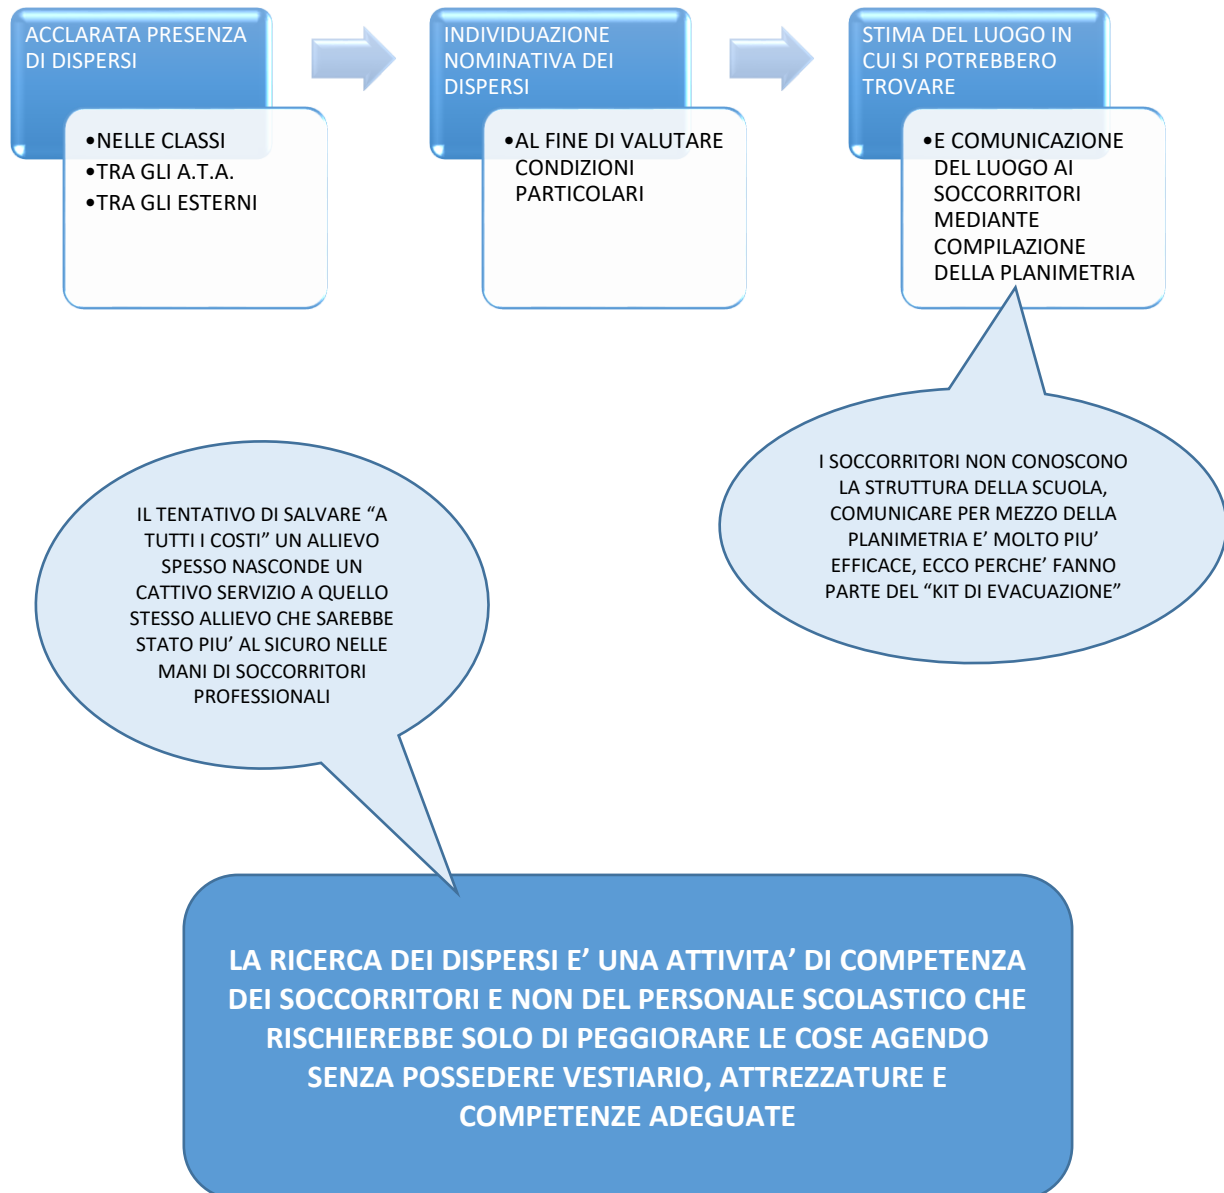 ACCLARATA PRESENZA
DI DISPERSI
•NELLE CLASSI
•TRA GLI A.T.A.
•TRA GLI ESTERNI
INDIVIDUAZIONE
NOMINATIVA DEI
DISPERSI
•AL FINE DI VALUTARE
CONDIZIONI
PARTICOLARI
STIMA DEL LUOGO IN
CUI SI POTREBBERO
TROVARE
•E COMUNICAZIONE
DEL LUOGO AI
SOCCORRITORI
MEDIANTE
COMPILAZIONE
DELLA PLANIMETRIA
I SOCCORRITORI NON CONOSCONO
LA STRUTTURA DELLA SCUOLA,
COMUNICARE PER MEZZO DELLA
PLANIMETRIA E’ MOLTO PIU’
EFFICACE, ECCO PERCHE’ FANNO
PARTE DEL “KIT DI EVACUAZIONE”
IL TENTATIVO DI SALVARE “A
TUTTI I COSTI” UN ALLIEVO
SPESSO NASCONDE UN
CATTIVO SERVIZIO A QUELLO
STESSO ALLIEVO CHE SAREBBE
STATO PIU’ AL SICURO NELLE
MANI DI SOCCORRITORI
PROFESSIONALI
LA RICERCA DEI DISPERSI E’ UNA ATTIVITA’ DI COMPETENZA
DEI SOCCORRITORI E NON DEL PERSONALE SCOLASTICO CHE
RISCHIEREBBE SOLO DI PEGGIORARE LE COSE AGENDO
SENZA POSSEDERE VESTIARIO, ATTREZZATURE E
COMPETENZE ADEGUATE